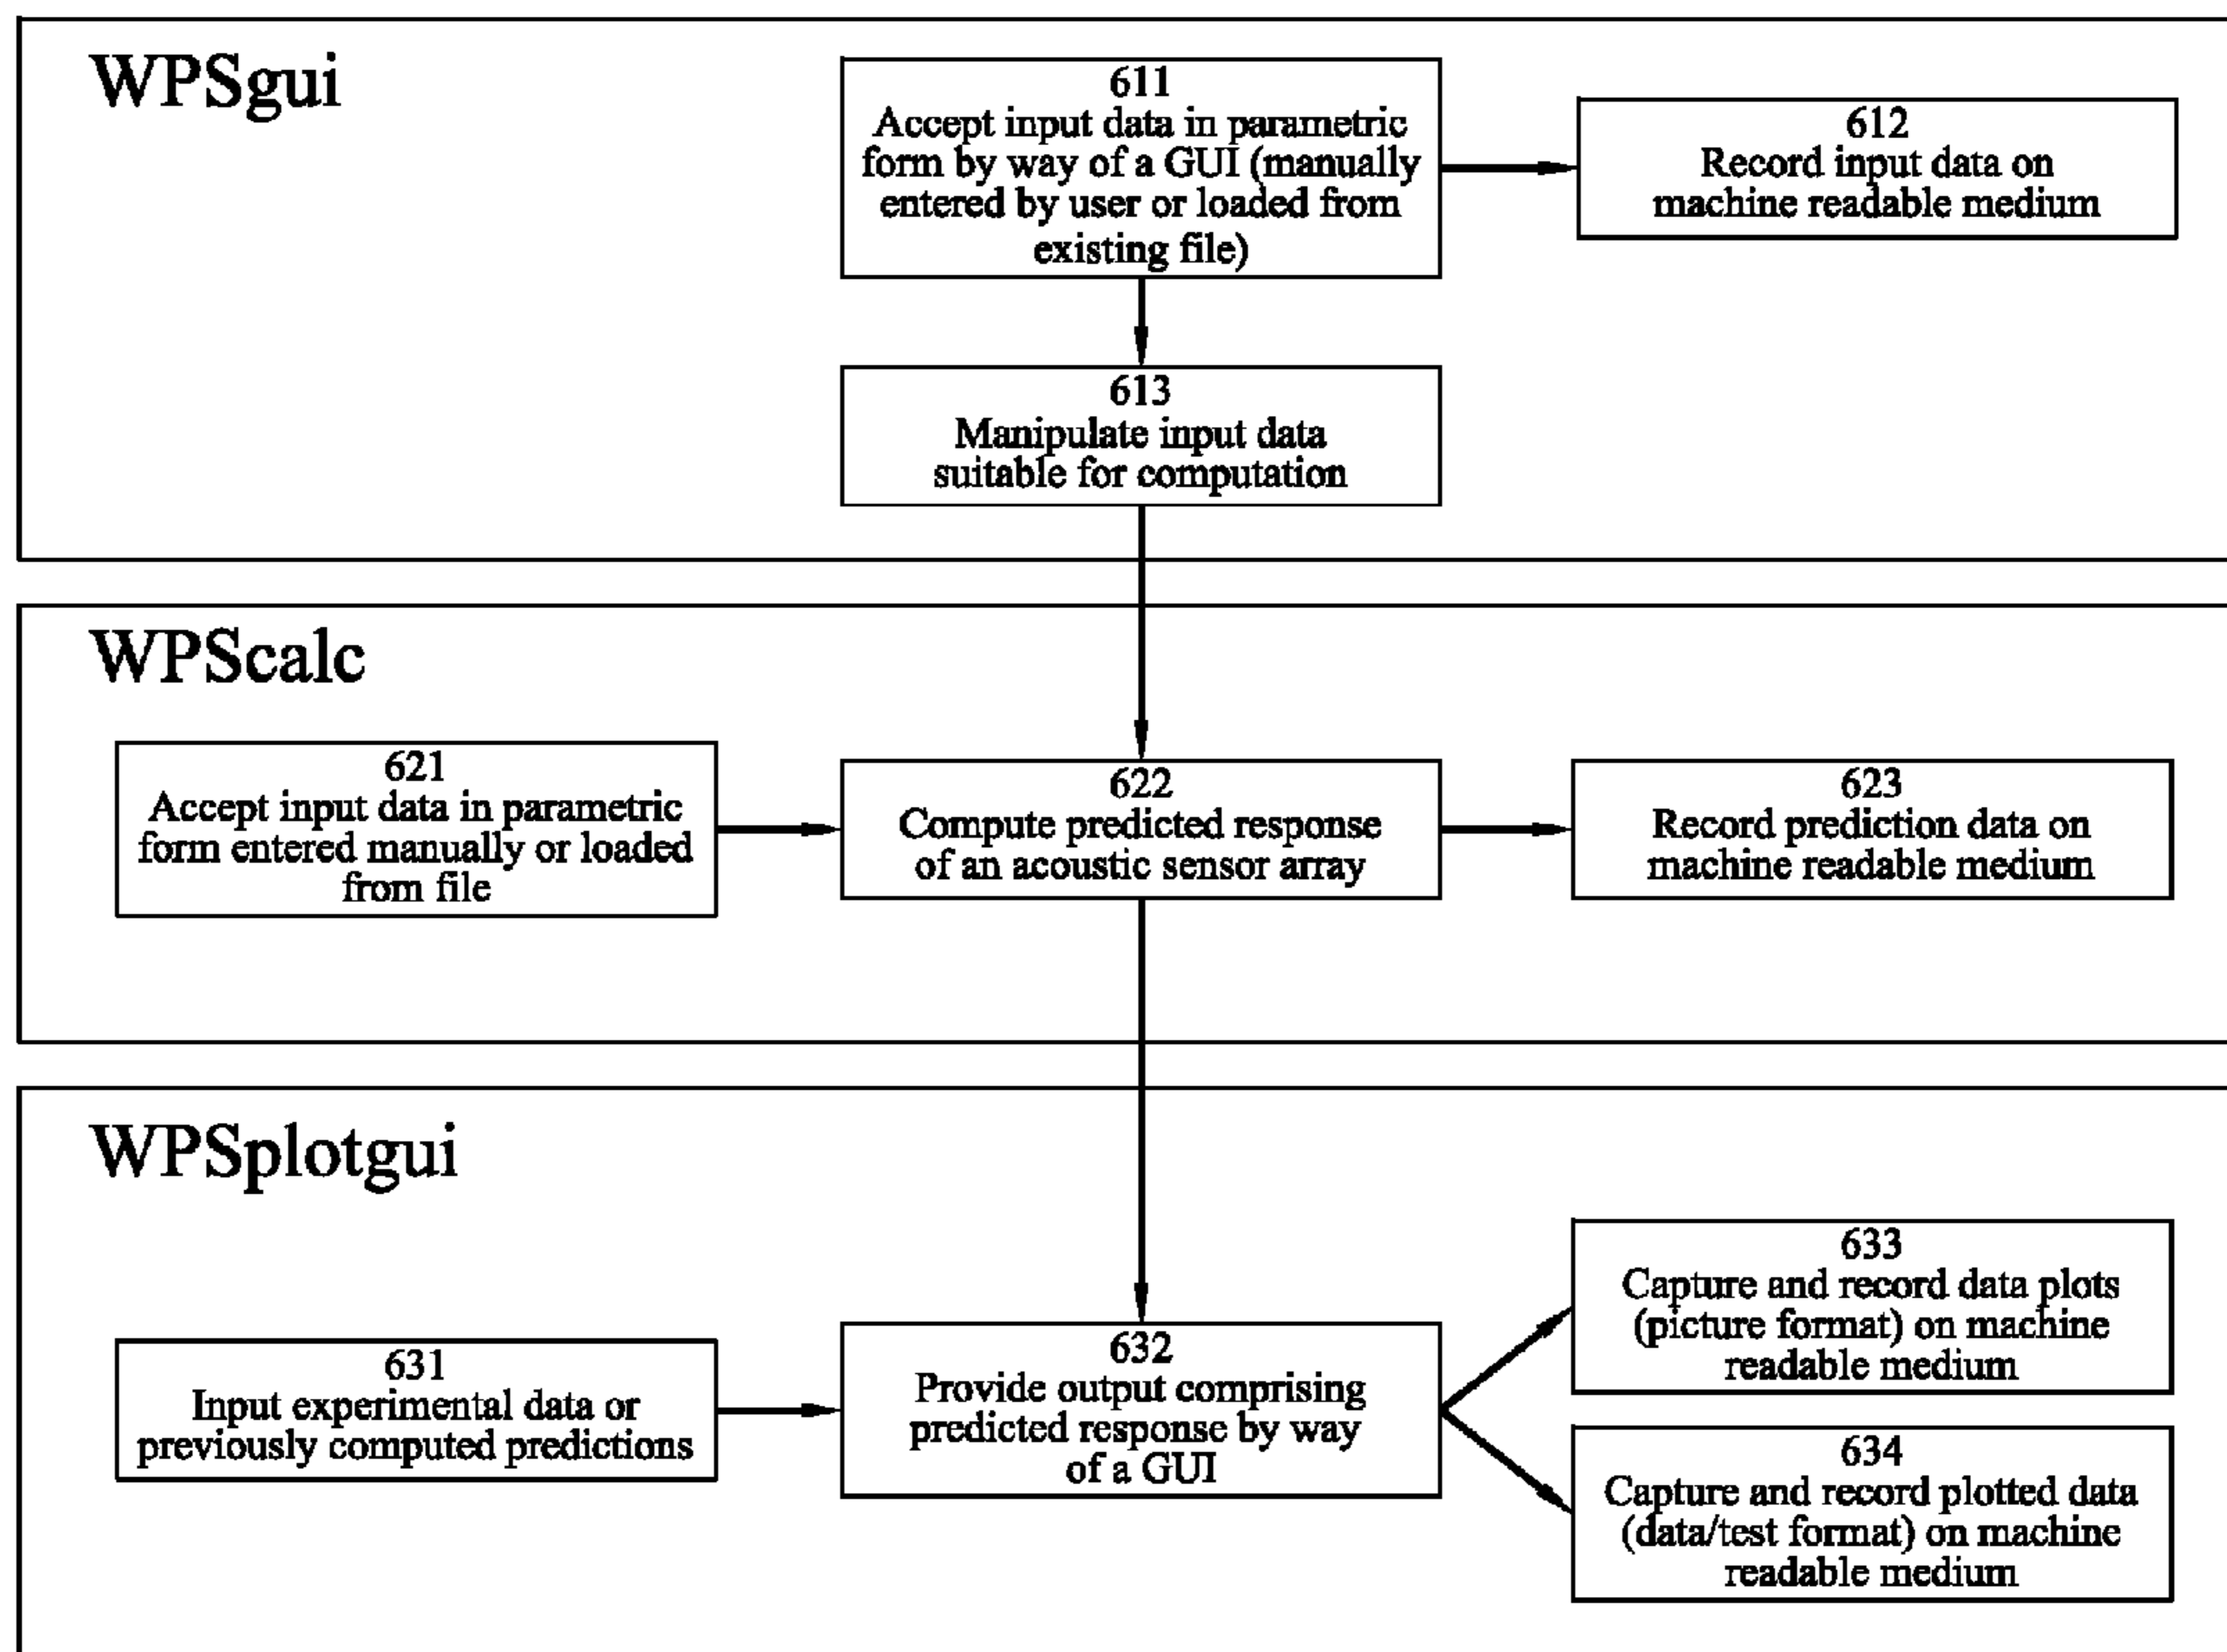 WPSgui
611
Accept input data in parametric
form by way of a GUI (manually
entered by user or loaded from
existing file)
612
Record input data on
machine readable medium
613
Manipulate input data
suitable for computation
WPScalc
621
Accept input data in parametric
form entered manually or loaded
from file
622
Compute predicted response
of an acoustic sensor array
623
Record prediction data on
machine readable medium
WPSplotgui
631
Input experimental data or
previously computed predictions
632
Provide output comprising
predicted response by way
of a GUI
633
Capture and record data plots
(picture format) on machine
readable medium
634
Capture and record plotted data
(data/test format) on machine
readable medium